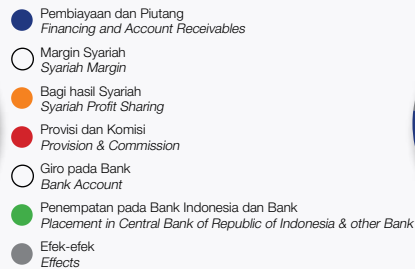 Pembiayaan dan Piutang
Financing and Account Receivables
Margin Syariah
Syariah Margin
Bagi hasil Syariah
Syariah Profit Sharing
Provisi dan Komisi
Provision & Commission
Giro pada Bank
Bank Account
Penempatan pada Bank Indonesia dan Bank
Placement in Central Bank of Republic of Indonesia & other Bank
Efek-efek
Effects